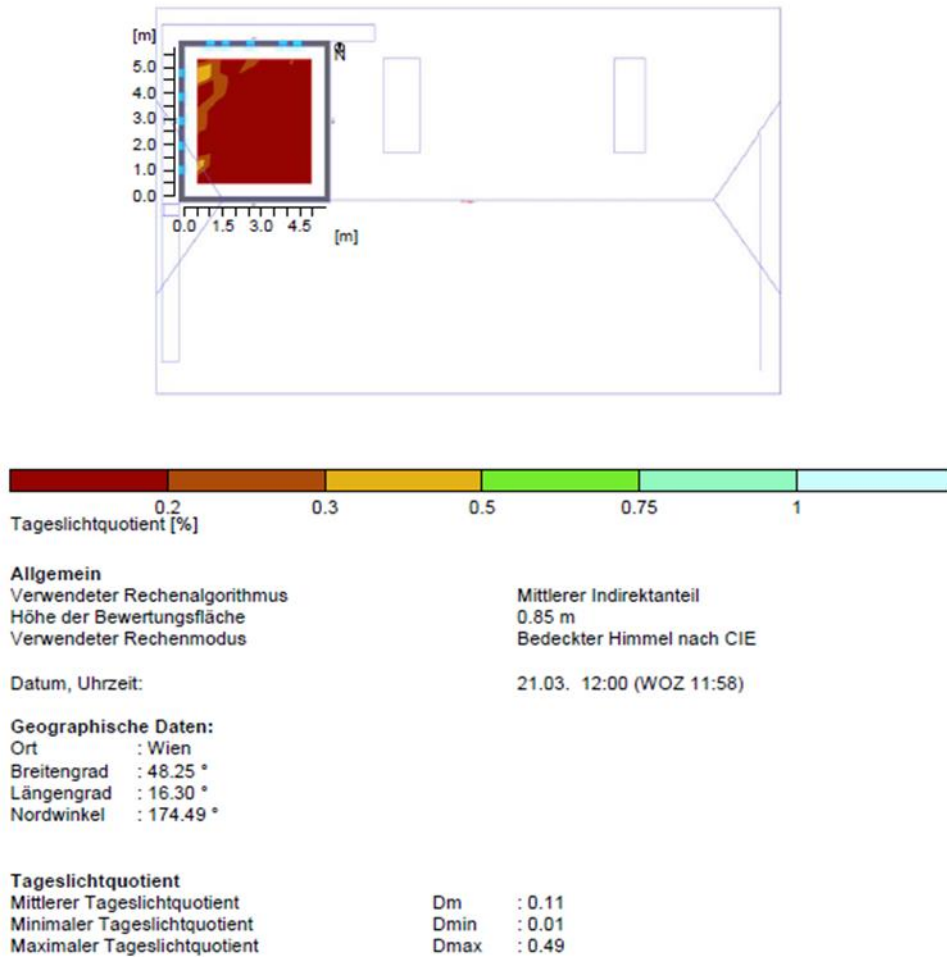 [m]
5.0
4.0
3.0
2.0
1.0
0.0
0.0 1.5 3.0 4.5
[m]
0.2 0.3 0.5 0.75 1
Tageslichtquotient [%]
Allgemein
Verwendeter Rechenalgorithmus Mittlerer Indirektanteil
Höhe der Bewertungsfläche 0.85 m
Verwendeter Rechenmodus Bedeckter Himmel nach CIE
Datum, Uhrzeit: 21.03. 12:00 (WOZ 11:58)
Geographische Daten:
Ort : Wien
Breitengrad : 48.25 °
Längengrad : 16.30 °
Nordwinkel : 174.49 °
Tageslichtquotient
Mittlerer Tageslichtquotient Dm : 0.11
Minimaler Tageslichtquotient Dmin : 0.01
Maximaler Tageslichtquotient Dmax : 0.49